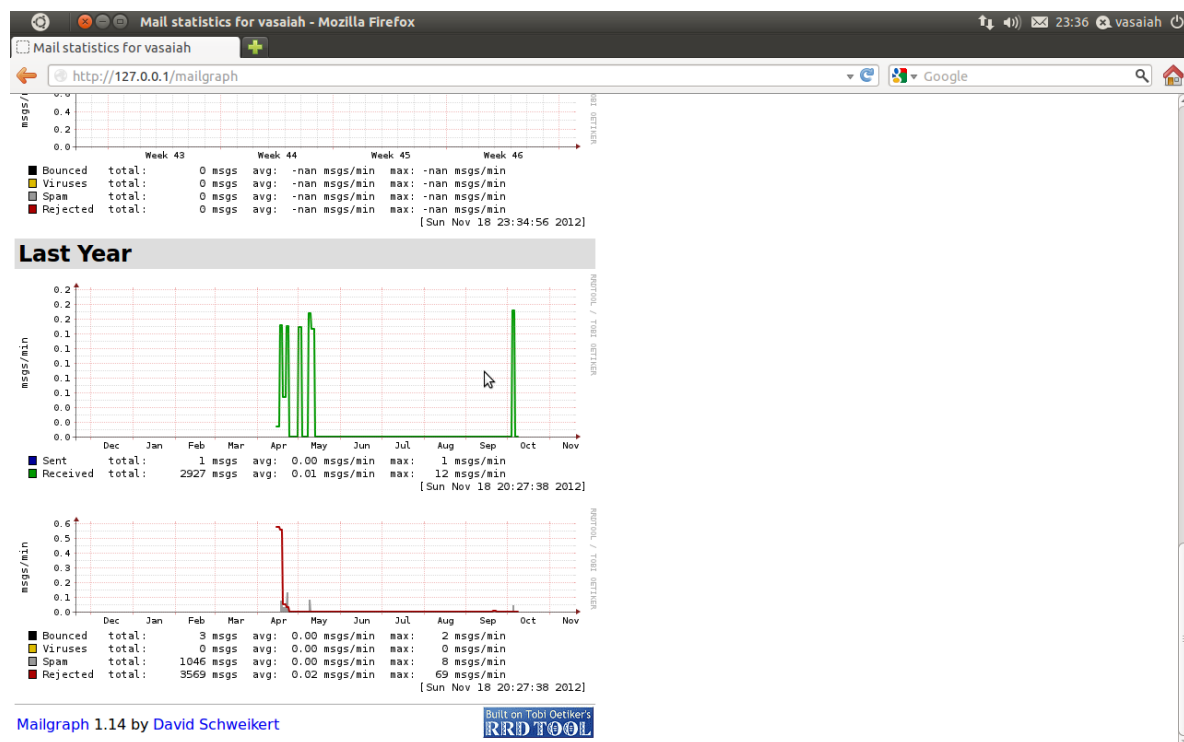 Mail statistics for vasaiah - Mozilla Firefox
23:36 vasaiah
Mail statistics for vasaiah
http://127.0.0.1/mailgraph
Google
msgs/
0.4
0.2
0.0
Week 43 Week 44 Week 45 Week 46
Bounced total: 0 msgs avg: -nan msgs/min max: -nan msgs/min
Viruses total: 0 msgs avg: -nan msgs/min max: -nan msgs/min
Spam total: 0 msgs avg: -nan msgs/min max: -nan msgs/min
Rejected total: 0 msgs avg: -nan msgs/min max: -nan msgs/min
[Sun Nov 18 23:34:56 2012]
OBI OETIKER
Last Year
msgs/min
0.2
0.2
0.2
0.1
0.1
0.1
0.1
0.1
0.0
0.0
0.0
Dec Jan Feb Mar Apr May Jun Jul Aug Sep Oct Nov
Sent total: 1 msgs avg: 0.00 msgs/min max: 1 msgs/min
Received total: 2927 msgs avg: 0.01 msgs/min max: 12 msgs/min
[Sun Nov 18 20:27:38 2012]
RRDTOOL / TOBI OETIKER
msgs/min
0.6
0.5
0.4
0.3
0.2
0.1
0.0
Dec Jan Feb Mar Apr May Jun Jul Aug Sep Oct Nov
Bounced total: 3 msgs avg: 0.00 msgs/min max: 2 msgs/min
Viruses total: 0 msgs avg: 0.00 msgs/min max: 0 msgs/min
Spam total: 1046 msgs avg: 0.00 msgs/min max: 8 msgs/min
Rejected total: 3569 msgs avg: 0.02 msgs/min max: 69 msgs/min
[Sun Nov 18 20:27:38 2012]
RRDTOOL / TOBI OETIKER
Mailgraph 1.14 by David Schweikert
Built on Tobi Oetiker's
RRDTOOL